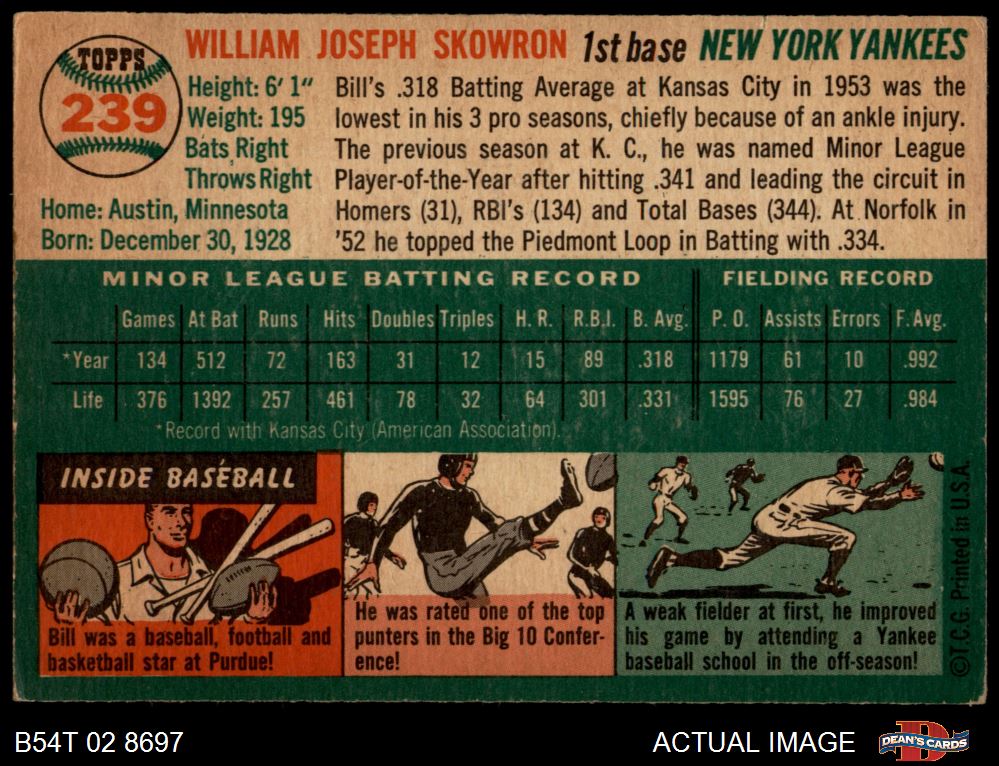 TOPPS
239
WILLIAM JOSEPH SKOWRON 1st base NEW YORK YANKEES
Height: 6' 1"
Weight: 195
Bats Right
Throws Right
Home: Austin, Minnesota
Born: December 30, 1928
Bill's .318 Batting Average at Kansas City in 1953 was the
lowest in his 3 pro seasons, chiefly because of an ankle injury.
The previous season at K. C., he was named Minor League
Player-of-the-Year after hitting .341 and leading the circuit in
Homers (31), RBI's (134) and Total Bases (344). At Norfolk in
'52 he topped the Piedmont Loop in Batting with .334.
MINOR LEAGUE BATTING RECORD FIELDING RECORD
Games At Bat Runs Hits Doubles Triples H. R. R.B.I. B. Avg. P. O. Assists Errors F. Avg.
*Year 134 512 72 163 31 12 15 89 .318 1179 61 10 .992
Life 376 1392 257 461 78 32 64 301 .331 1595 76 27 .984
*Record with Kansas City (American Association).
INSIDE BASEBALL
Bill was a baseball, football and
basketball star at Purdue!
He was rated one of the top
punters in the Big 10 Confer-
ence!
A weak fielder at first, he improved
his game by attending a Yankee
baseball school in the off-season!
©T.C.G. Printed in U.S.A.
B54T 02 8697
ACTUAL IMAGE
D
DEAN'S CARDS